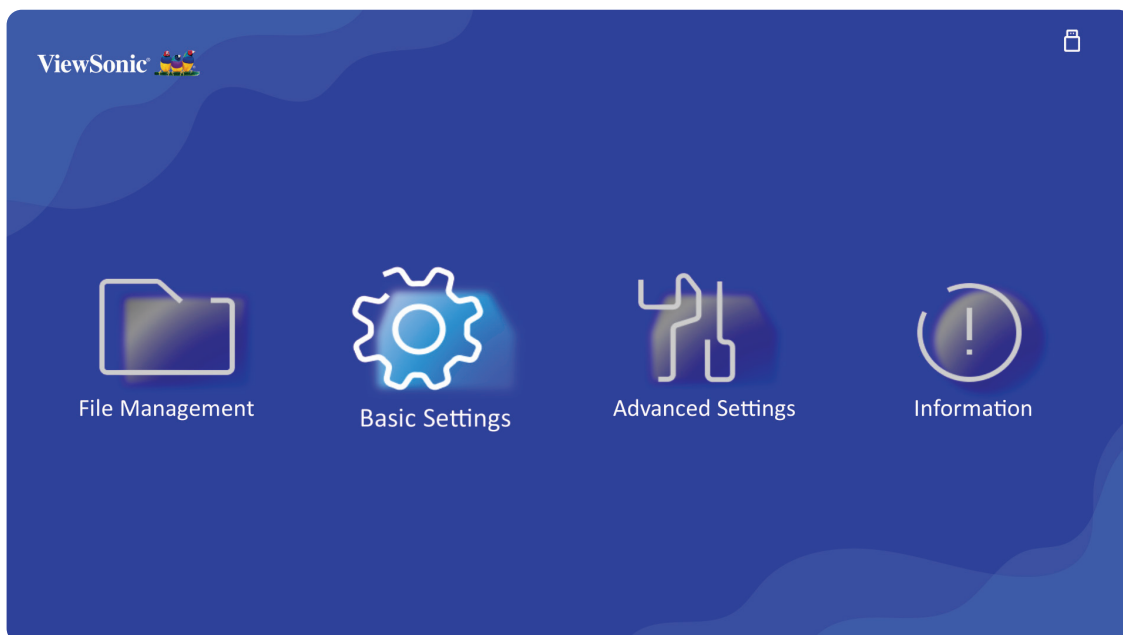 ViewSonic®
File Management
Basic Settings
Advanced Settings
Information